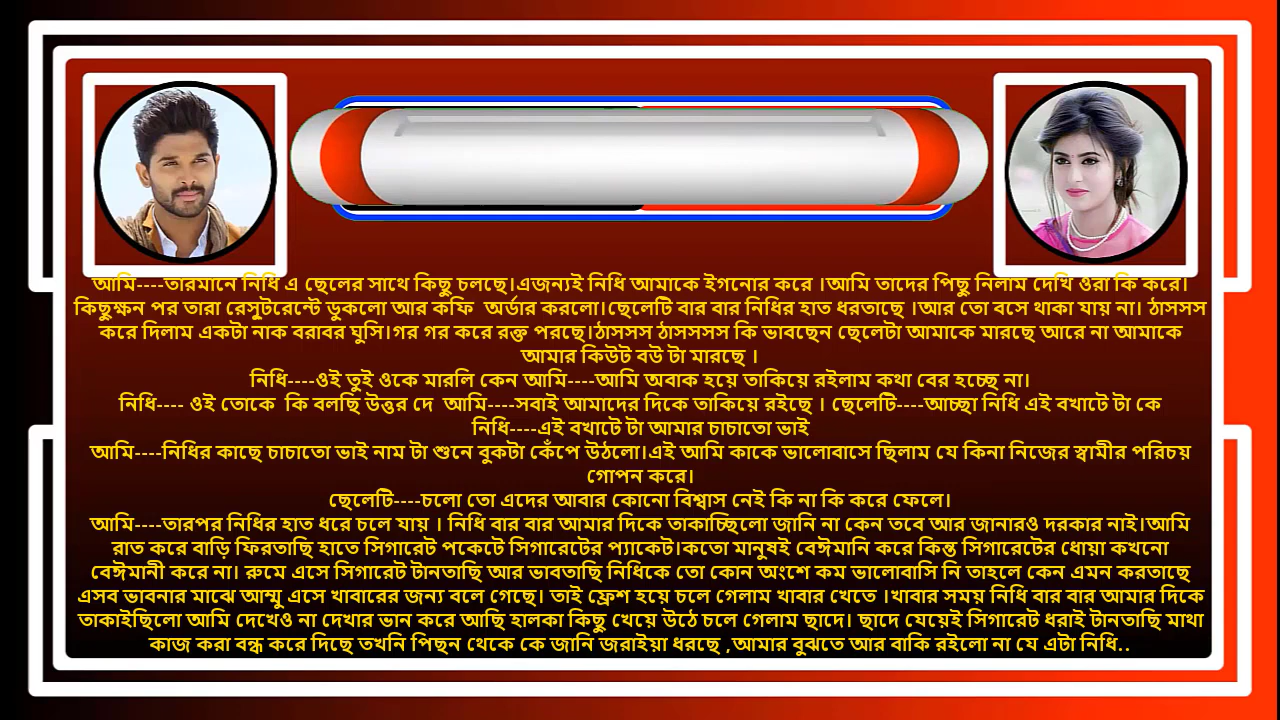 আমি----তারমানে নিধি এ ছেলের সাথে কিছু চলছে।এজন্যই নিধি আমাকে ইগনোর করে ।আমি তাদের পিছু নিলাম দেখি ওরা কি করে।
কিছুক্ষন পর তারা রেসু্টরেন্টে ডুকলো আর কফি  অর্ডার করলো।ছেলেটি বার বার নিধির হাত ধরতাছে ।আর তো বসে থাকা যায় না। ঠাসসস
করে দিলাম একটা নাক বরাবর ঘুসি।গর গর করে রক্ত পরছে।ঠাসসসস ঠাসসসসস কি ভাবছেন ছেলেটা আমাকে মারছে আরে না আমাকে
আমার কিউট বউ টা মারছে ।
নিধি----ওই তুই ওকে মারলি কেন আমি----আমি অবাক হয়ে তাকিয়ে রইলাম কথা বের হচ্ছে না।
নিধি---- ওই তোকে  কি বলছি উত্তর দে  আমি----সবাই আমাদের দিকে তাকিয়ে রইছে । ছেলেটি----আচ্ছা নিধি এই বখাটে টা কে
নিধি----এই বখাটে টা আমার চাচাতো ভাই
আমি----নিধির কাছে চাচাতো ভাই নাম টা শুনে বুকটা কেঁপে উঠলো।এই আমি কাকে ভালোবাসে ছিলাম যে কিনা নিজের স্বামীর পরিচয়
গোপন করে।
ছেলেটি----চলো তো এদের আবার কোনো বিশ্বাস নেই কি না কি করে ফেলে।
আমি----তারপর নিধির হাত ধরে চলে যায় । নিধি বার বার আমার দিকে তাকাচ্ছিলো জানি না কেন তবে আর জানারও দরকার নাই।আমি
রাত করে বাড়ি ফিরতাছি হাতে সিগারেট পকেটে সিগারেটের প্যাকেট।কতো মানুষই বেঈমানি করে কিন্ত সিগারেটের ধোয়া কখনো
বেঈমানী করে না। রুমে এসে সিগারেট টানতাছি আর ভাবতাছি নিধিকে তো কোন অংশে কম ভালোবাসি নি তাহলে কেন এমন করতাছে
এসব ভাবনার মাঝে আম্মু এসে খাবারের জন্য বলে গেছে। তাই ফ্রেশ হয়ে চলে গেলাম খাবার খেতে ।খাবার সময় নিধি বার বার আমার দিকে
তাকাইছিলো আমি দেখেও না দেখার ভান করে আছি হালকা কিছু খেয়ে উঠে চলে গেলাম ছাদে। ছাদে যেয়েই সিগারেট ধরাই টানতাছি মাথা
কাজ করা বন্ধ করে দিছে তখনি পিছন থেকে কে জানি জরাইয়া ধরছে ,আমার বুঝতে আর বাকি রইলো না যে এটা নিধি..